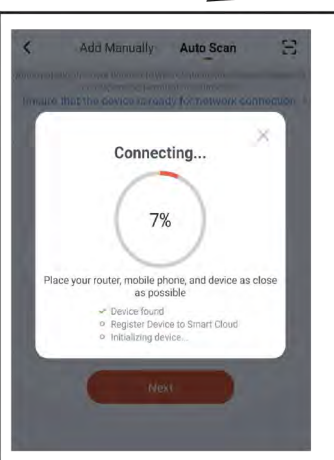 Add Manually Auto Scan
Ensure that the device is ready for network connection
Connecting...
7%
Place your router, mobile phone, and device as close
as possible
Device found
Register Device to Smart Cloud
Initializing device...
Next